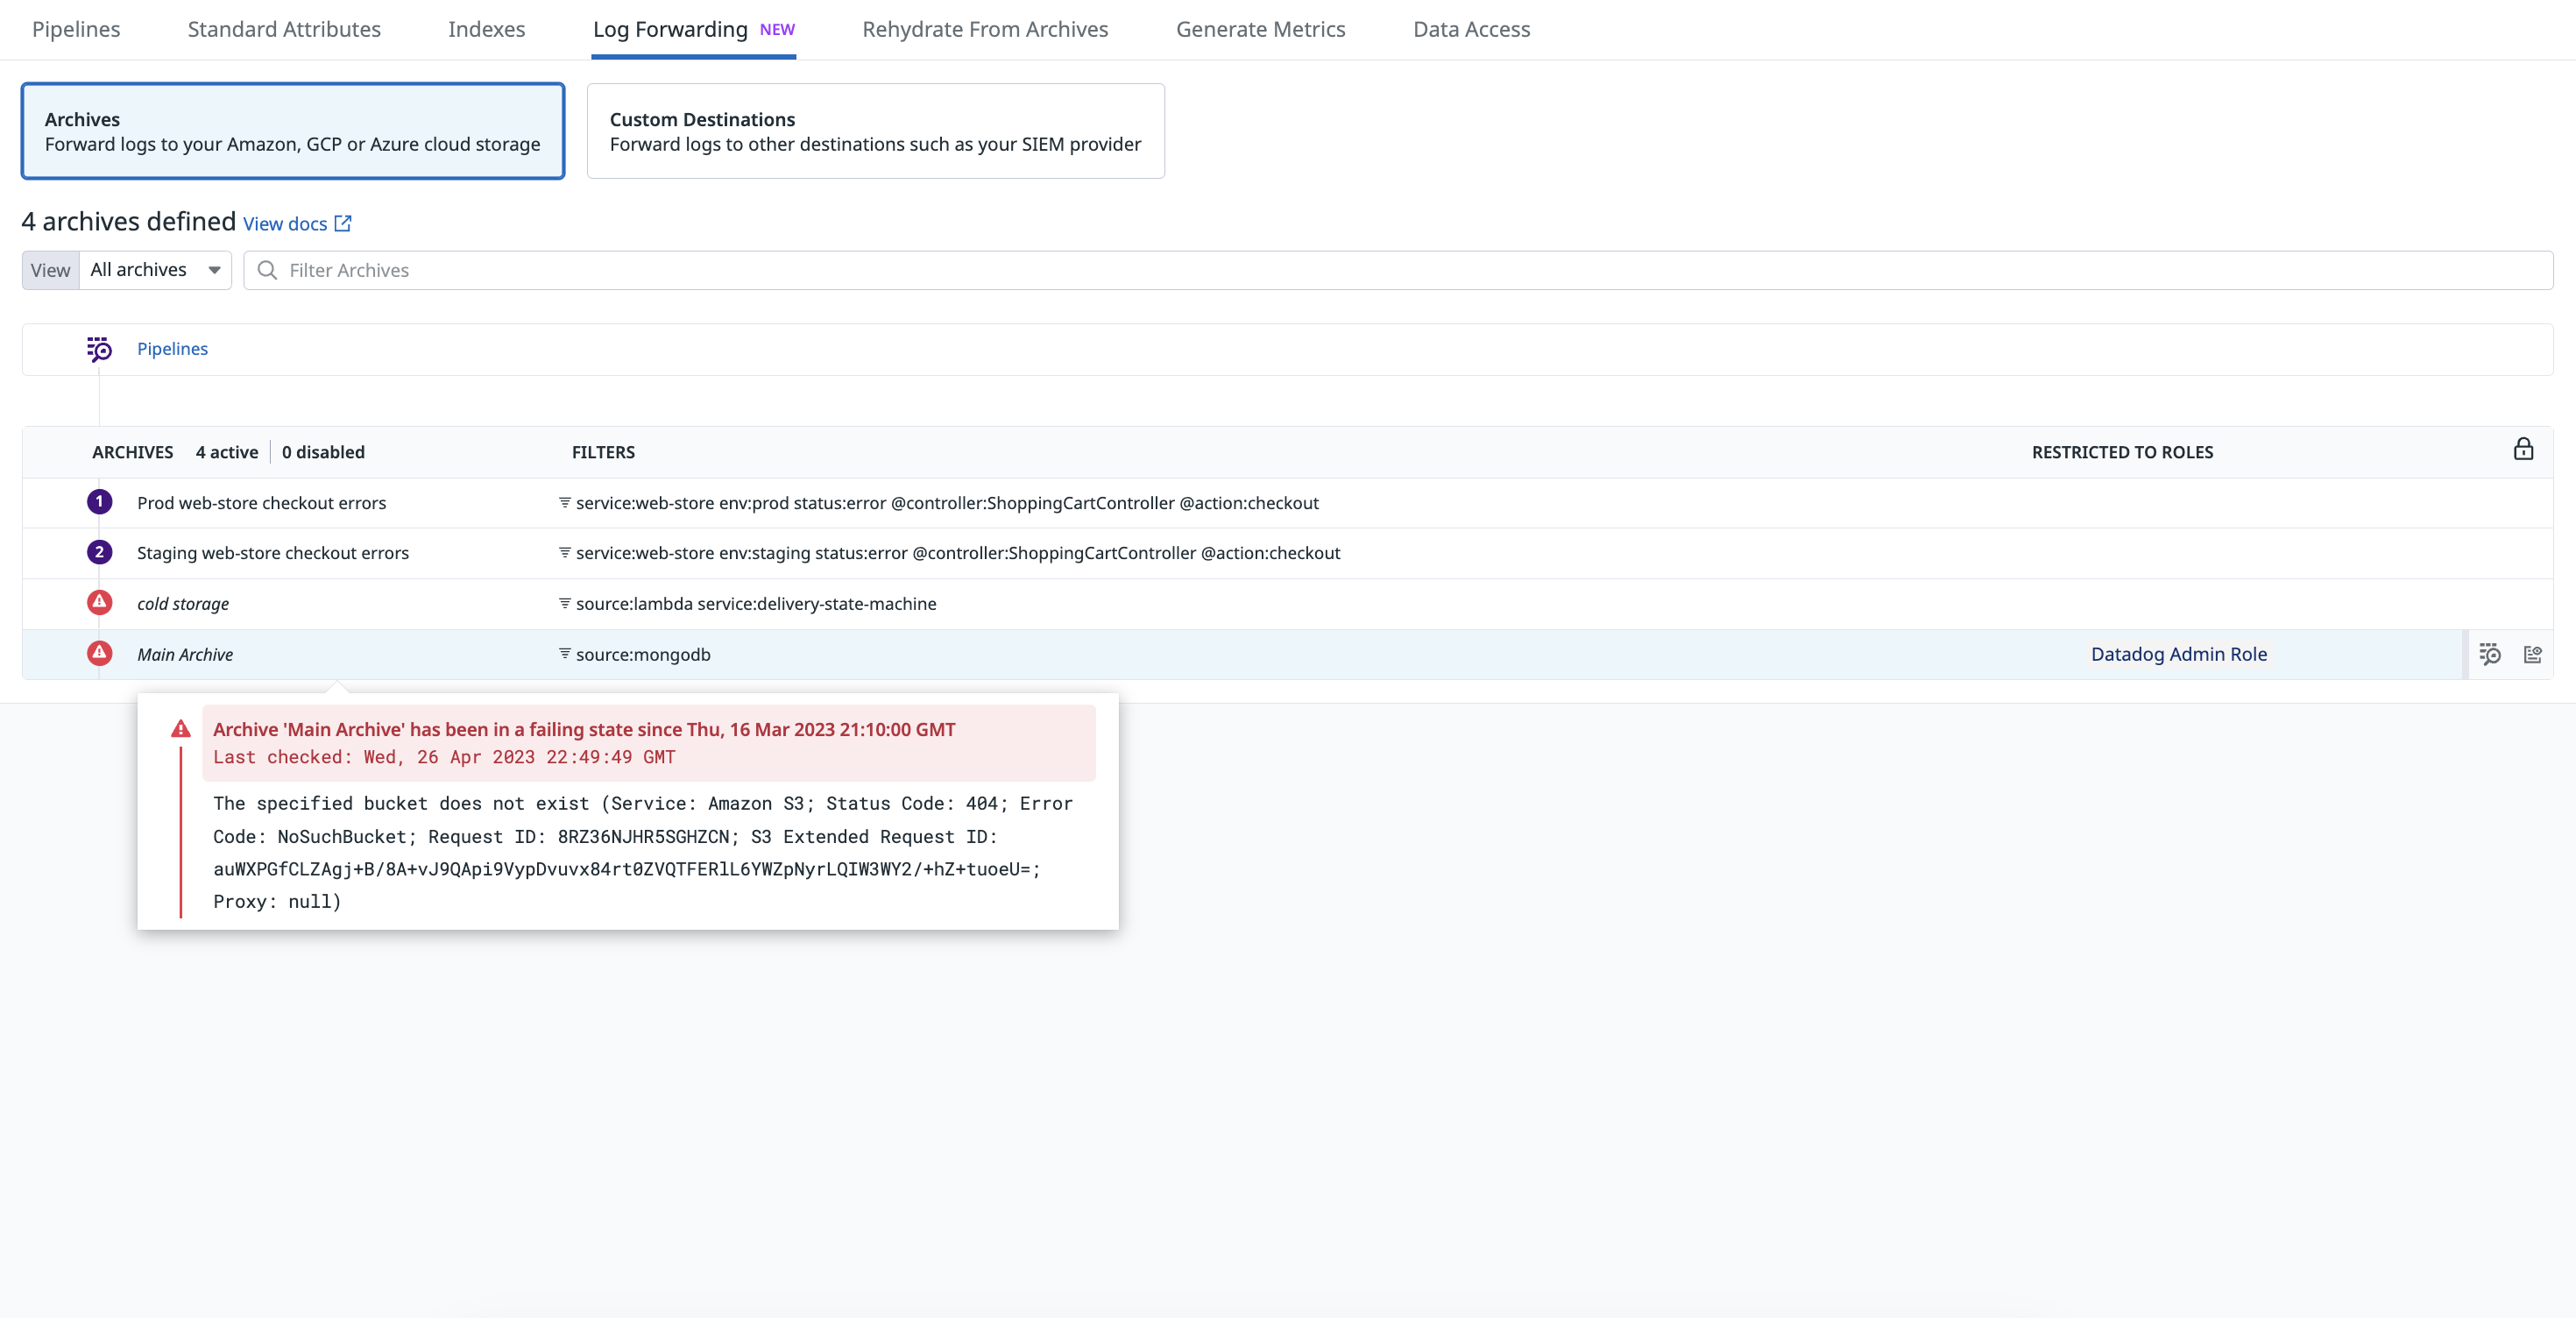 Pipelines Standard Attributes Indexes Log Forwarding NEW Rehydrate From Archives Generate Metrics Data Access
Archives
Forward logs to your Amazon, GCP or Azure cloud storage
Custom Destinations
Forward logs to other destinations such as your SIEM provider
4 archives defined View docs
View All archives Filter Archives
Pipelines
ARCHIVES 4 active 0 disabled FILTERS RESTRICTED TO ROLES
1 Prod web-store checkout errors service:web-store env:prod status:error @controller:ShoppingCartController @action:checkout
2 Staging web-store checkout errors service:web-store env:staging status:error @controller:ShoppingCartController @action:checkout
cold storage source:lambda service:delivery-state-machine
Main Archive source:mongodb Datadog Admin Role
Archive 'Main Archive' has been in a failing state since Thu, 16 Mar 2023 21:10:00 GMT
Last checked: Wed, 26 Apr 2023 22:49:49 GMT
The specified bucket does not exist (Service: Amazon S3; Status Code: 404; Error
Code: NoSuchBucket; Request ID: 8RZ36NJHR5SGHZCN; S3 Extended Request ID:
auWXPGfCLZAgj+B/8A+vJ9QApi9VypDvuvx84rt0ZVQTFERlL6YWZpNyrLQIW3WY2/+hZ+tuoeU=;
Proxy: null)